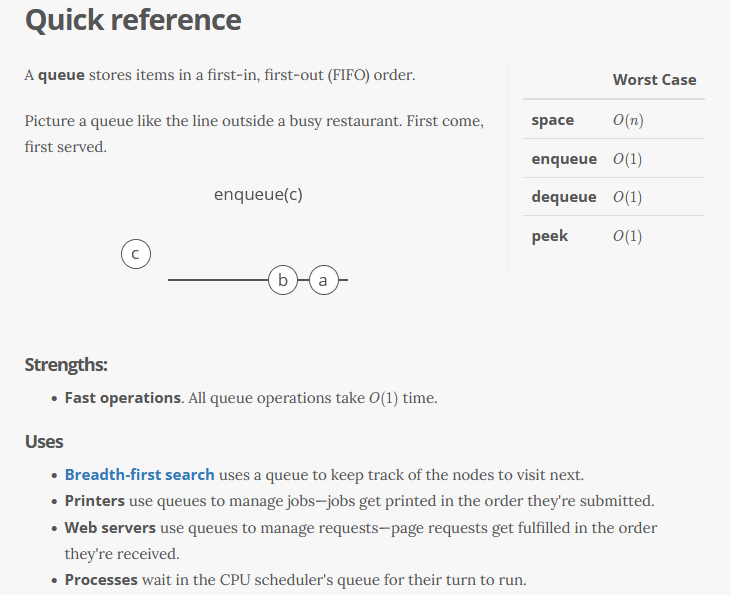 Quick reference
A queue stores items in a first-in, first-out (FIFO) order.
Picture a queue like the line outside a busy restaurant. First come,
first served.
enqueue(c)
c
b a
Worst Case
space O(n)
enqueue O(1)
dequeue O(1)
peek O(1)
Strengths:
• Fast operations. All queue operations take O(1) time.
Uses
• Breadth-first search uses a queue to keep track of the nodes to visit next.
• Printers use queues to manage jobs—jobs get printed in the order they're submitted.
• Web servers use queues to manage requests—page requests get fulfilled in the order
they're received.
• Processes wait in the CPU scheduler's queue for their turn to run.